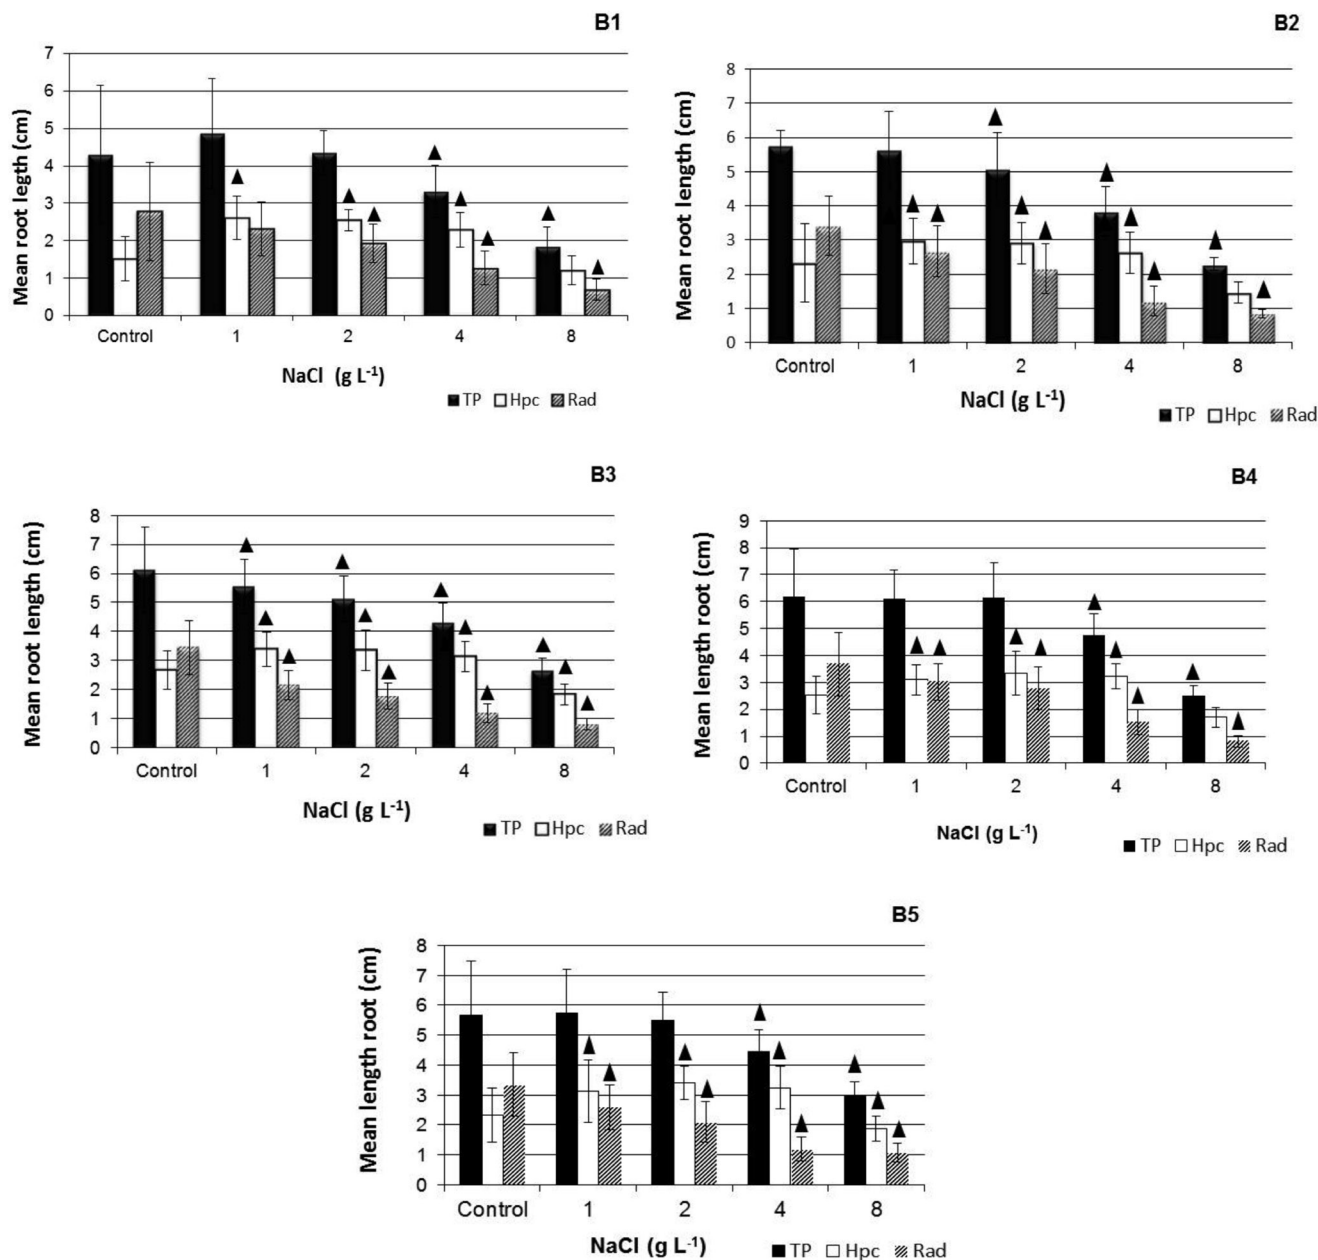 B1
Mean root legth (cm)
7
6
5
4
3
2
1
0
Control 1 2 4 8
NaCl (g L-1)
TP Hpc Rad
B2
Mean root length (cm)
8
7
6
5
4
3
2
1
0
Control 1 2 4 8
NaCl (g L-1)
TP Hpc Rad
B3
Mean root length (cm)
8
7
6
5
4
3
2
1
0
Control 1 2 4 8
NaCl (g L-1)
TP Hpc Rad
B4
Mean length root (cm)
9
8
7
6
5
4
3
2
1
0
Control 1 2 4 8
NaCl (g L-1)
TP Hpc Rad
B5
Mean length root (cm)
8
7
6
5
4
3
2
1
0
Control 1 2 4 8
NaCl (g L-1)
TP Hpc Rad